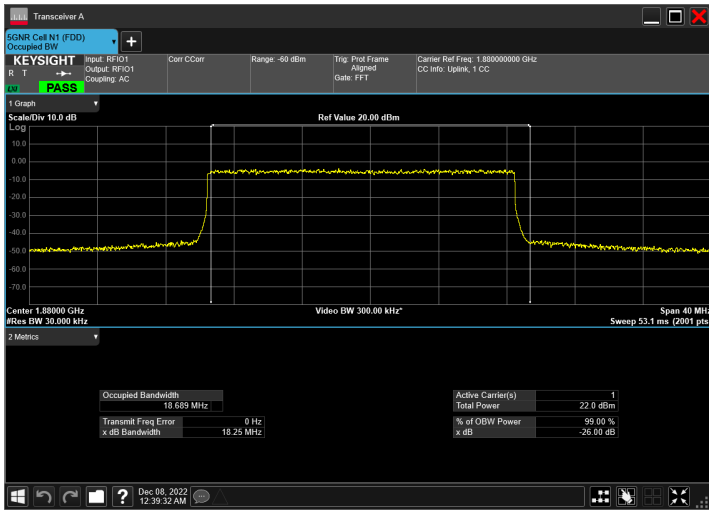 Transceiver A
5GNR Cell N1 (FDD)
Occupied BW
+
KEYSIGHT
R T
PASS
Input: RFIO1
Output: RFIO1
Coupling: AC
Corr CCorr
Range: -60 dBm
Trig: Prot Frame
Aligned
Gate: FFT
Carrier Ref Freq: 1.880000000 GHz
CC Info: Uplink, 1 CC
1 Graph
Scale/Div 10.0 dB
Ref Value 20.00 dBm
Log
10.0
0.00
-10.0
-20.0
-30.0
-40.0
-50.0
-60.0
-70.0
Center 1.88000 GHz
Video BW 300.00 kHz*
Span 40 MHz
#Res BW 30.000 kHz
Sweep 53.1 ms (2001 pts
2 Metrics
Occupied Bandwidth
18.689 MHz
Transmit Freq Error 0 Hz
x dB Bandwidth 18.25 MHz
Active Carrier(s) 1
Total Power 22.0 dBm
% of OBW Power 99.00 %
x dB -26.00 dB
?
Dec 08, 2022
12:39:32 AM